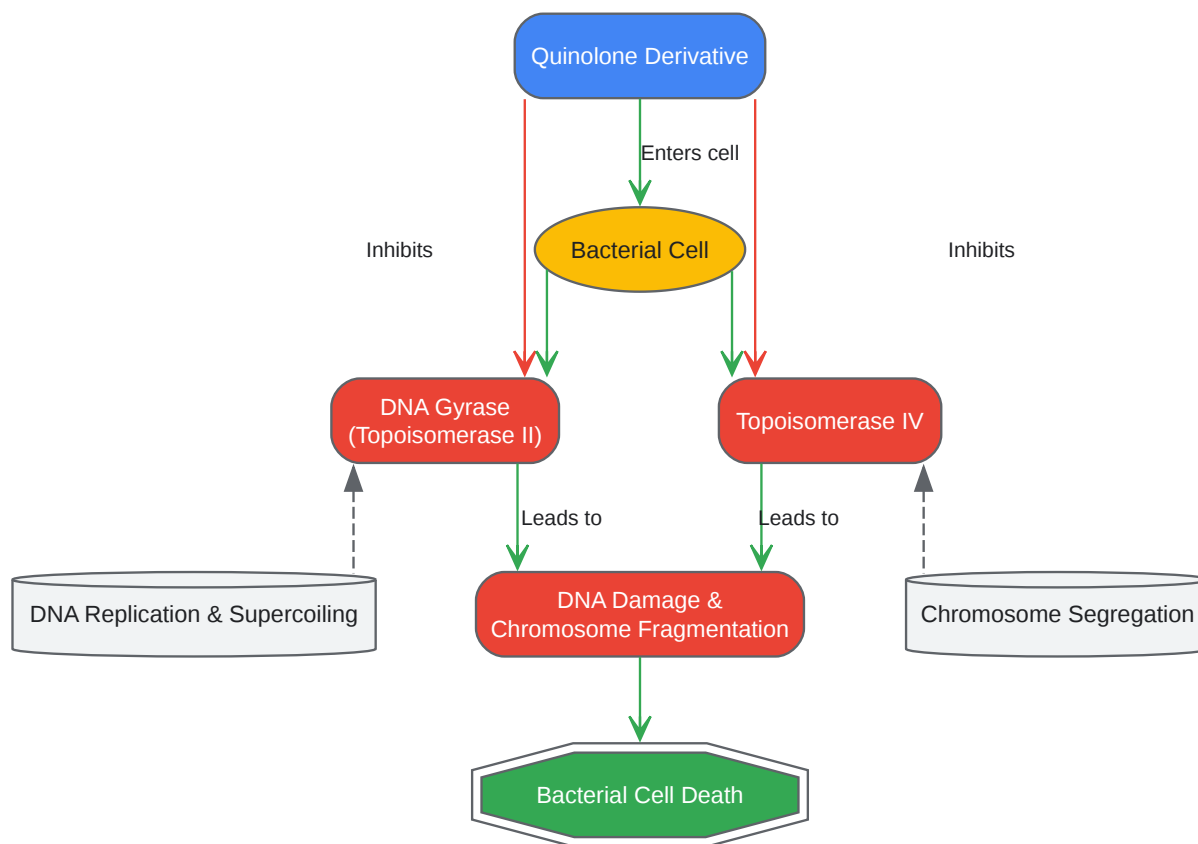 Quinolone Derivative
Enters cell
Inhibits
Bacterial Cell
Inhibits
DNA Gyrase
(Topoisomerase II)
Topoisomerase IV
Leads to
Leads to
DNA Replication & Supercoiling
DNA Damage &
Chromosome Fragmentation
Chromosome Segregation
Bacterial Cell Death